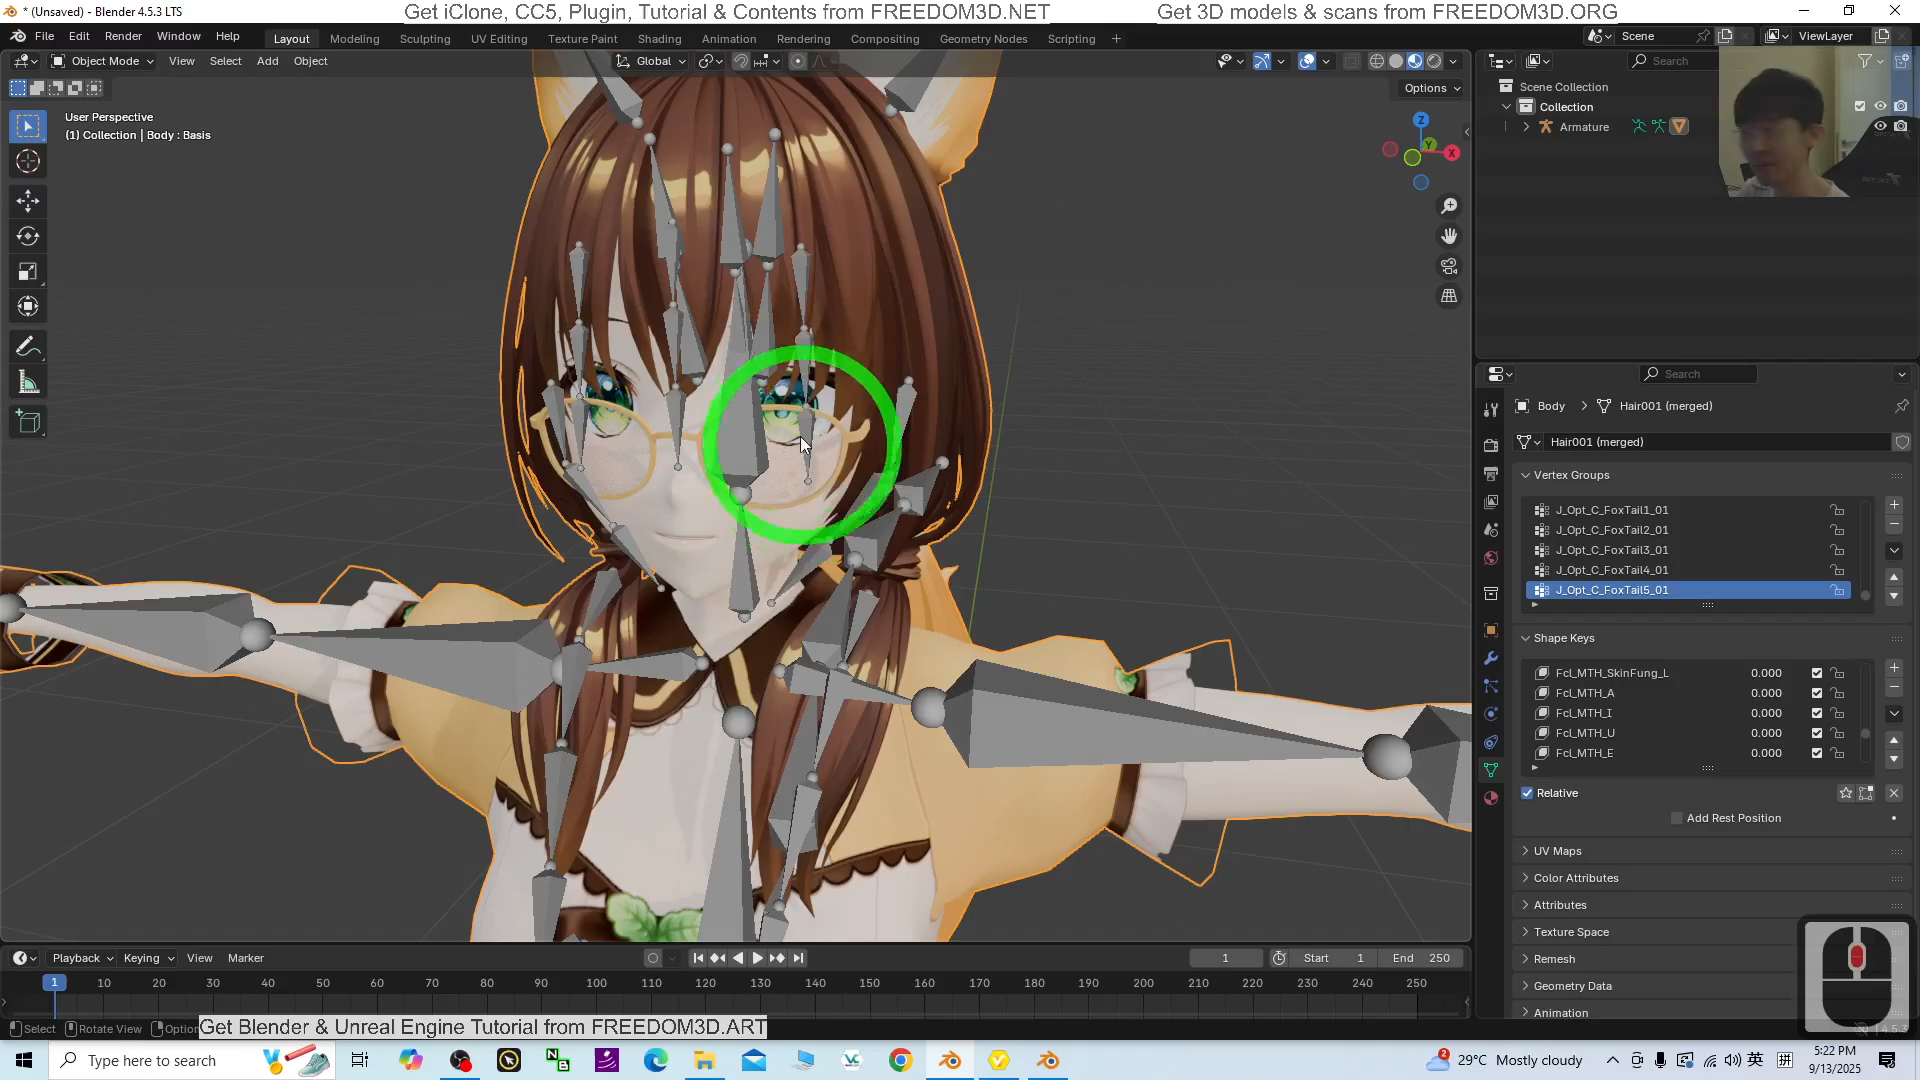 * (Unsaved) - Blender 4.5.3 LTS
Get iClone, CC5, Plugin, Tutorial & Contents from FREEDOM3D.NET
Get 3D models & scans from FREEDOM3D.ORG
File Edit Render Window Help
Layout Modeling Sculpting UV Editing Texture Paint Shading Animation Rendering Compositing Geometry Nodes Scripting +
Scene
ViewLayer
Object Mode View Select Add Object
Global
Options
Search
User Perspective
(1) Collection | Body : Basis
Z
Y
X
Scene Collection
Collection
Armature
Search
Body > Hair001 (merged)
Hair001 (merged)
Vertex Groups
J_Opt_C_FoxTail1_01
J_Opt_C_FoxTail2_01
J_Opt_C_FoxTail3_01
J_Opt_C_FoxTail4_01
J_Opt_C_FoxTail5_01
Shape Keys
Fcl_MTH_SkinFung_L 0.000
Fcl_MTH_A 0.000
Fcl_MTH_I 0.000
Fcl_MTH_U 0.000
Fcl_MTH_E 0.000
Relative
Add Rest Position
UV Maps
Color Attributes
Attributes
Texture Space
Remesh
Geometry Data
Animation
Playback Keying View Marker
1 Start 1 End 250
1 10 20 30 40 50 60 70 80 90 100 110 120 130 140 150 160 170 180 190 200 210 220 230 240 250
Select Rotate View Option
Get Blender & Unreal Engine Tutorial from FREEDOM3D.ART
4.5.3
Type here to search
29°C Mostly cloudy
英
拼
5:22 PM
9/13/2025